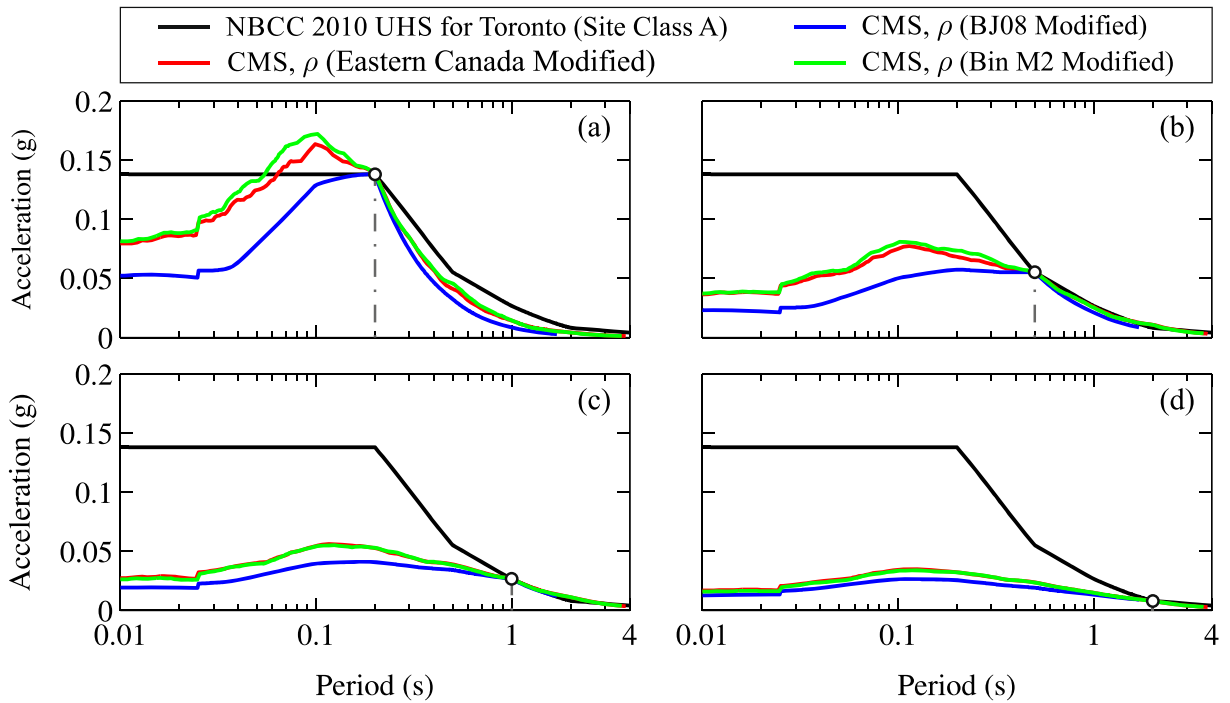 NBCC 2010 UHS for Toronto (Site Class A)
CMS, ρ (BJ08 Modified)
CMS, ρ (Eastern Canada Modified)
CMS, ρ (Bin M2 Modified)
0.2
0.15
0.1
0.05
0
Acceleration (g)
(a)
(b)
0.2
0.15
0.1
0.05
0
Acceleration (g)
(c)
(d)
0.01
0.1
1
4
0.01
0.1
1
4
Period (s)
Period (s)